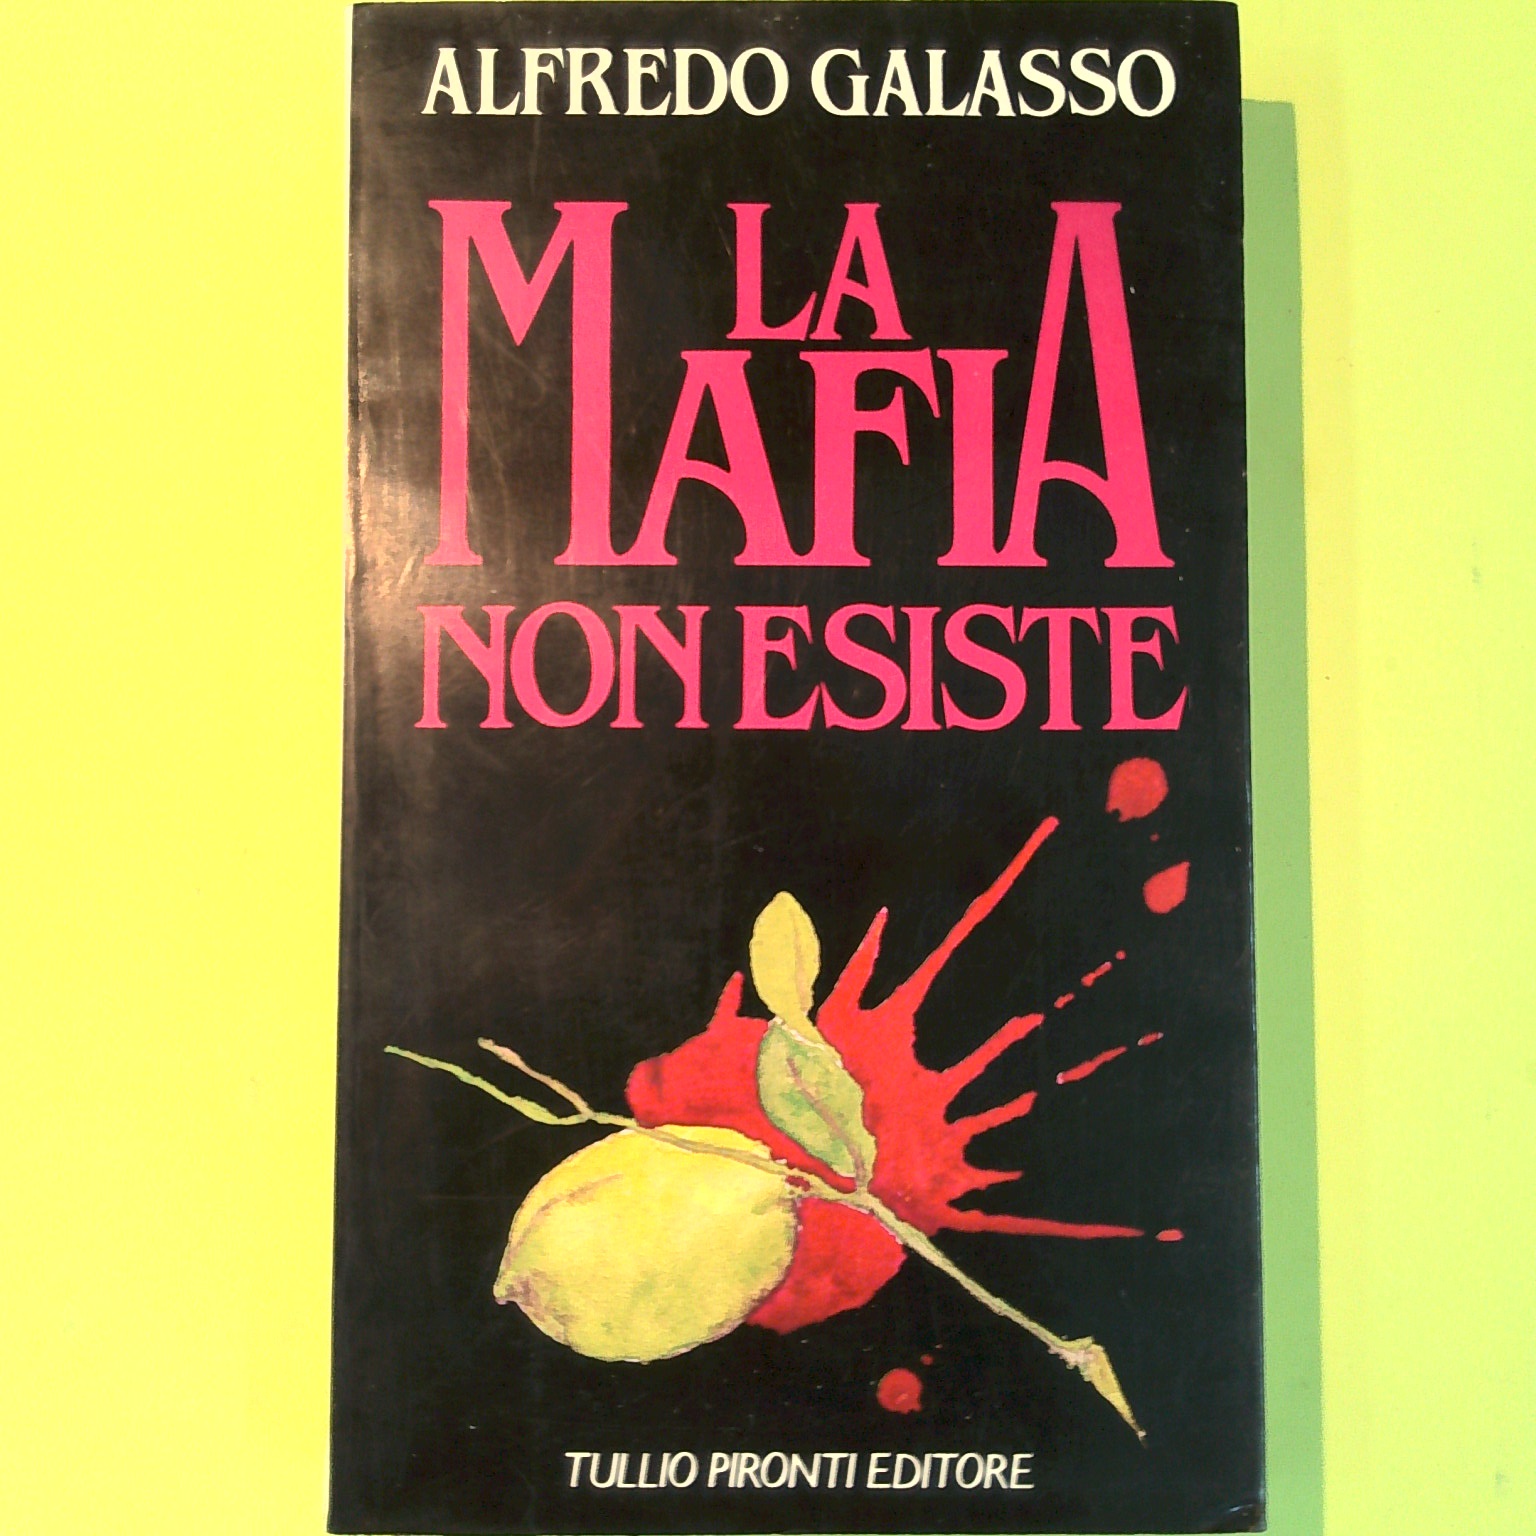 ALFREDO GALASSO
LA
MAFIA
NON ESISTE
TULLIO PIRONTI EDITORE